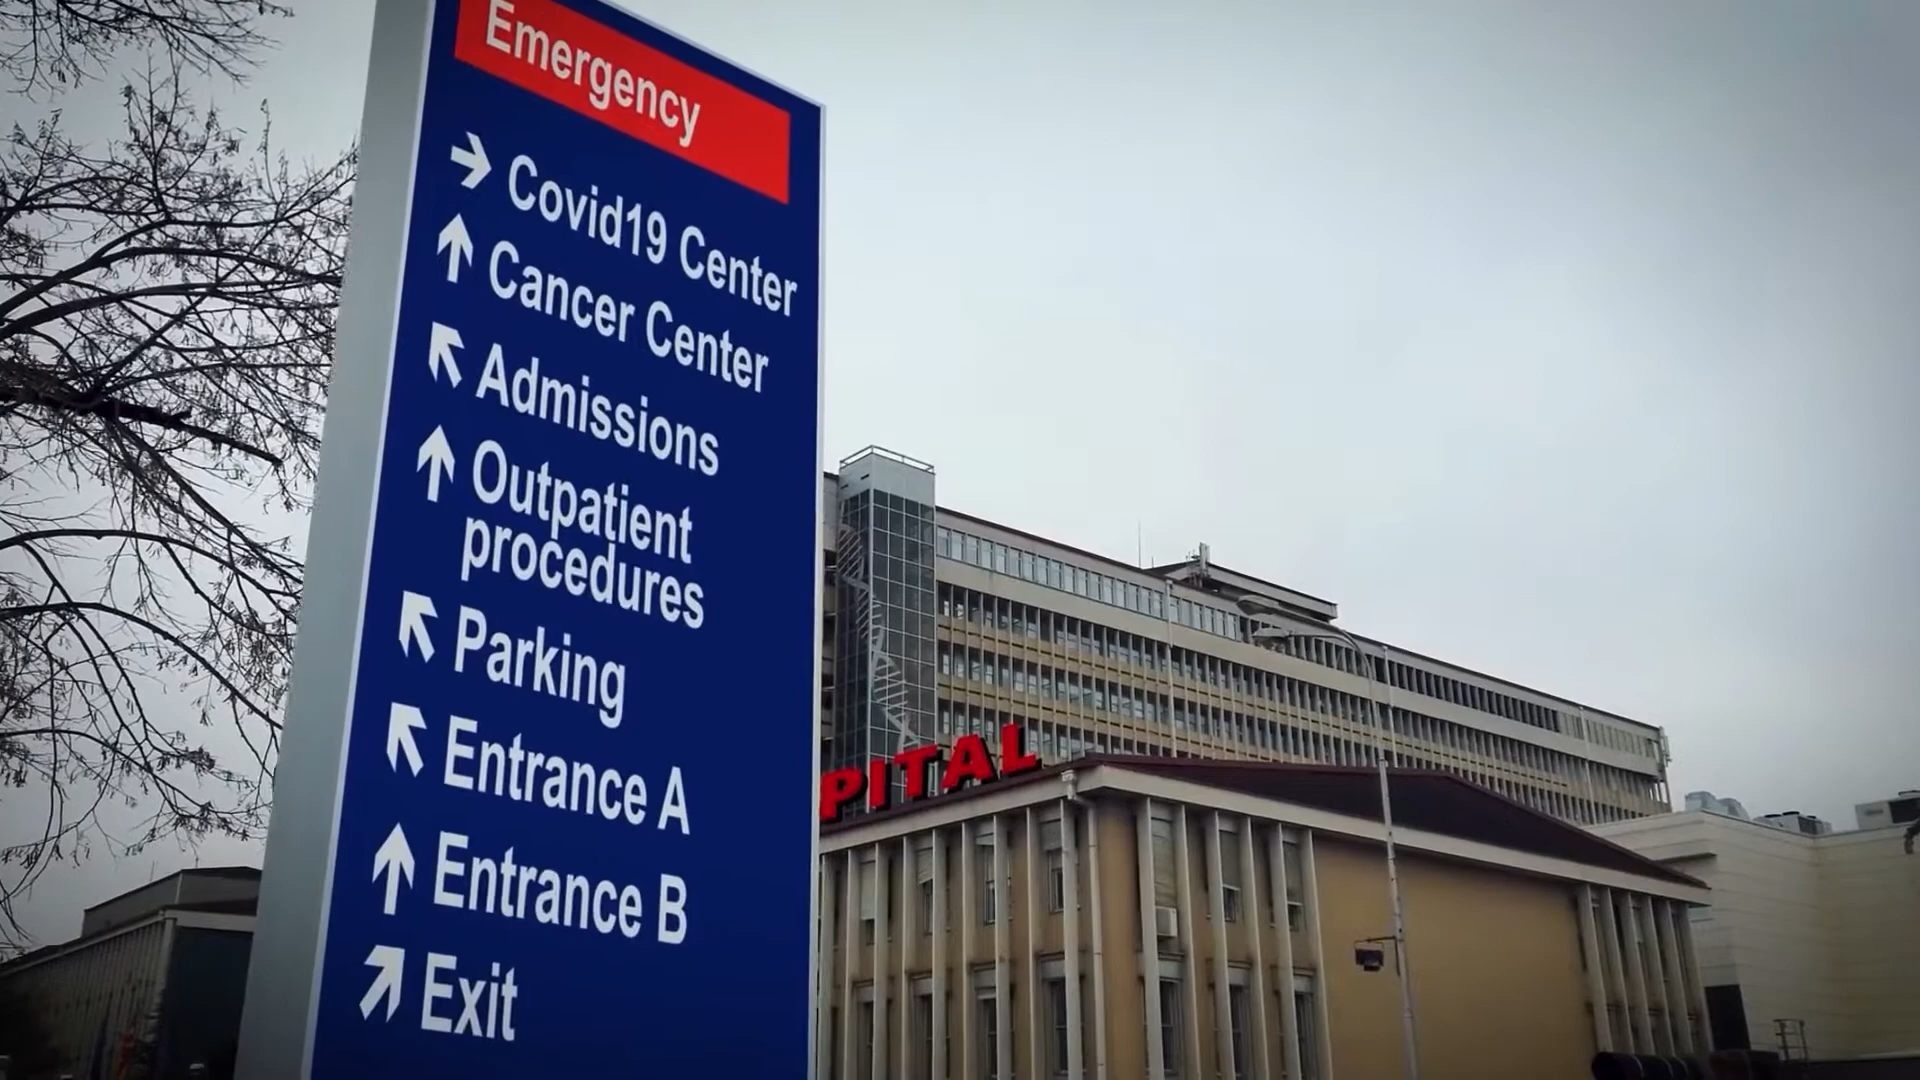 Emergency
→ Covid19 Center
↑ Cancer Center
↖ Admissions
↑ Outpatient
procedures
↖ Parking
↖ Entrance A
↑ Entrance B
↗ Exit
PITAL